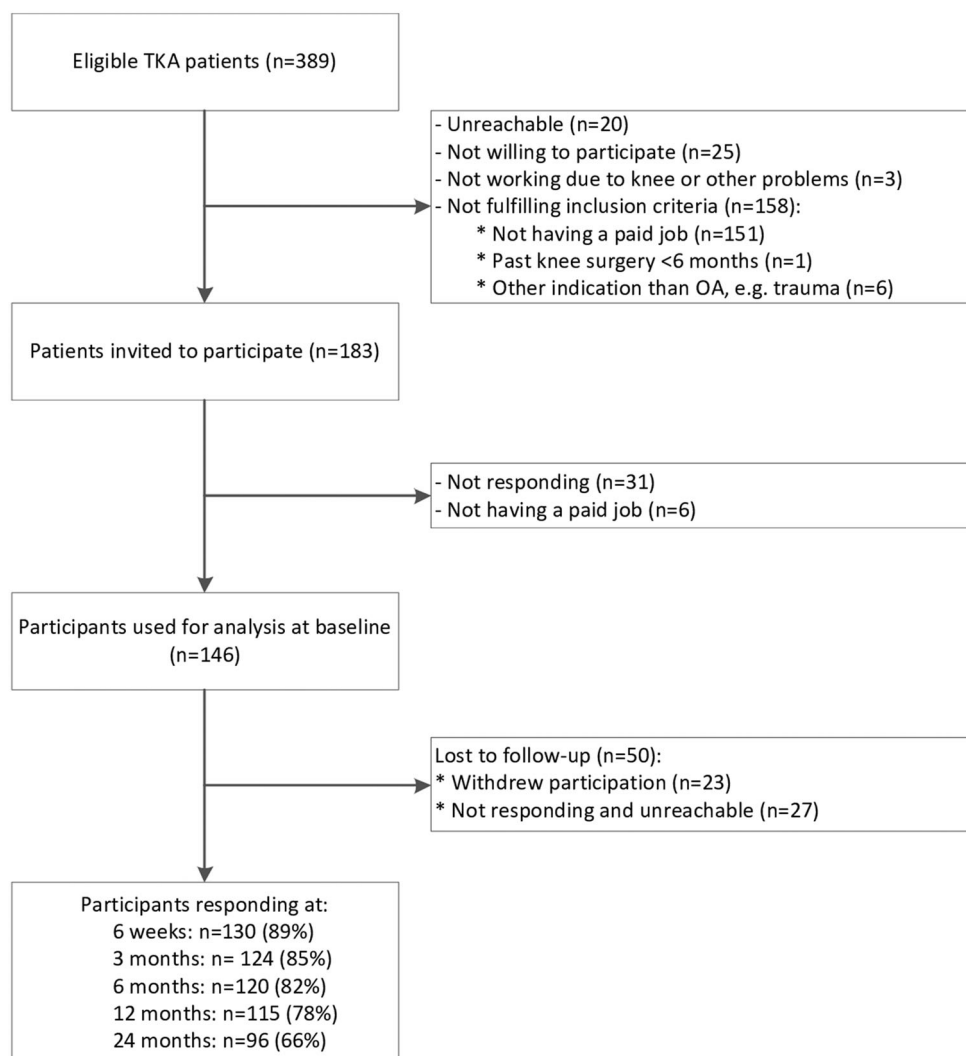 Eligible TKA patients (n=389)
- Unreachable (n=20)
- Not willing to participate (n=25)
- Not working due to knee or other problems (n=3)
- Not fulfilling inclusion criteria (n=158):
* Not having a paid job (n=151)
* Past knee surgery <6 months (n=1)
* Other indication than OA, e.g. trauma (n=6)
Patients invited to participate (n=183)
- Not responding (n=31)
- Not having a paid job (n=6)
Participants used for analysis at baseline
(n=146)
Lost to follow-up (n=50):
* Withdrew participation (n=23)
* Not responding and unreachable (n=27)
Participants responding at:
6 weeks: n=130 (89%)
3 months: n= 124 (85%)
6 months: n=120 (82%)
12 months: n=115 (78%)
24 months: n=96 (66%)